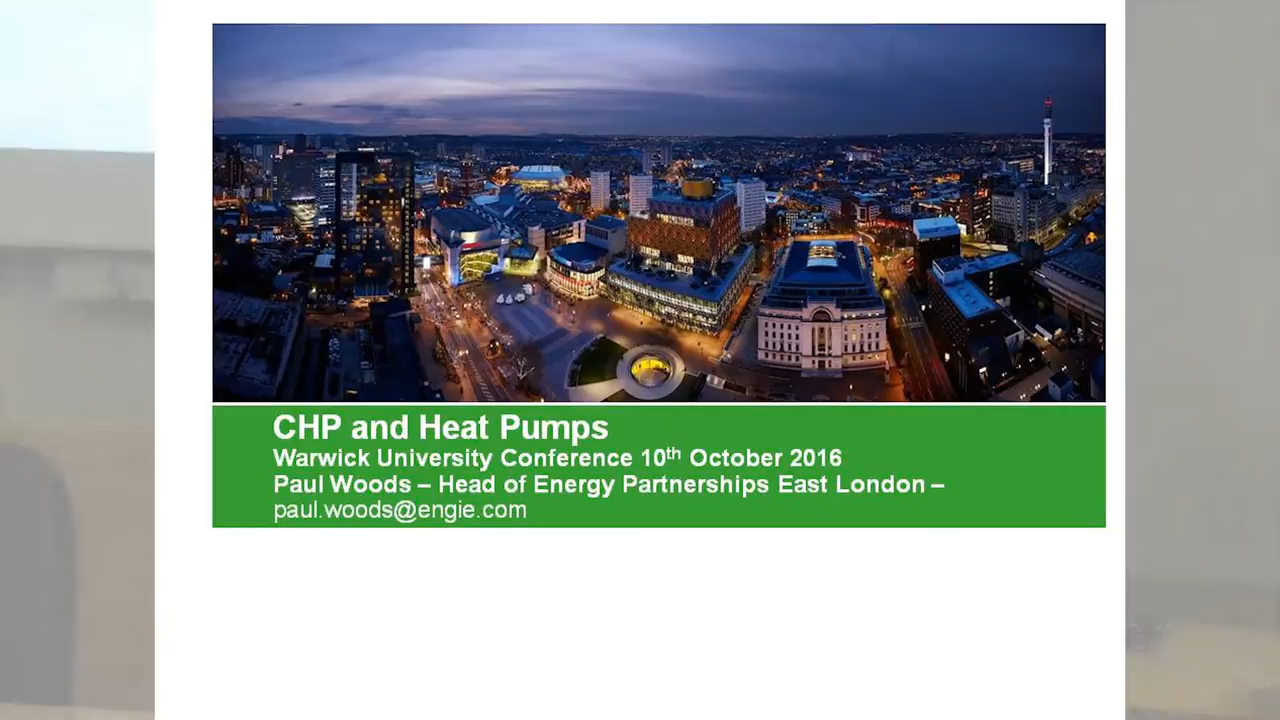 CHP and Heat Pumps
Warwick University Conference 10th October 2016
Paul Woods – Head of Energy Partnerships East London –
paul.woods@engie.com